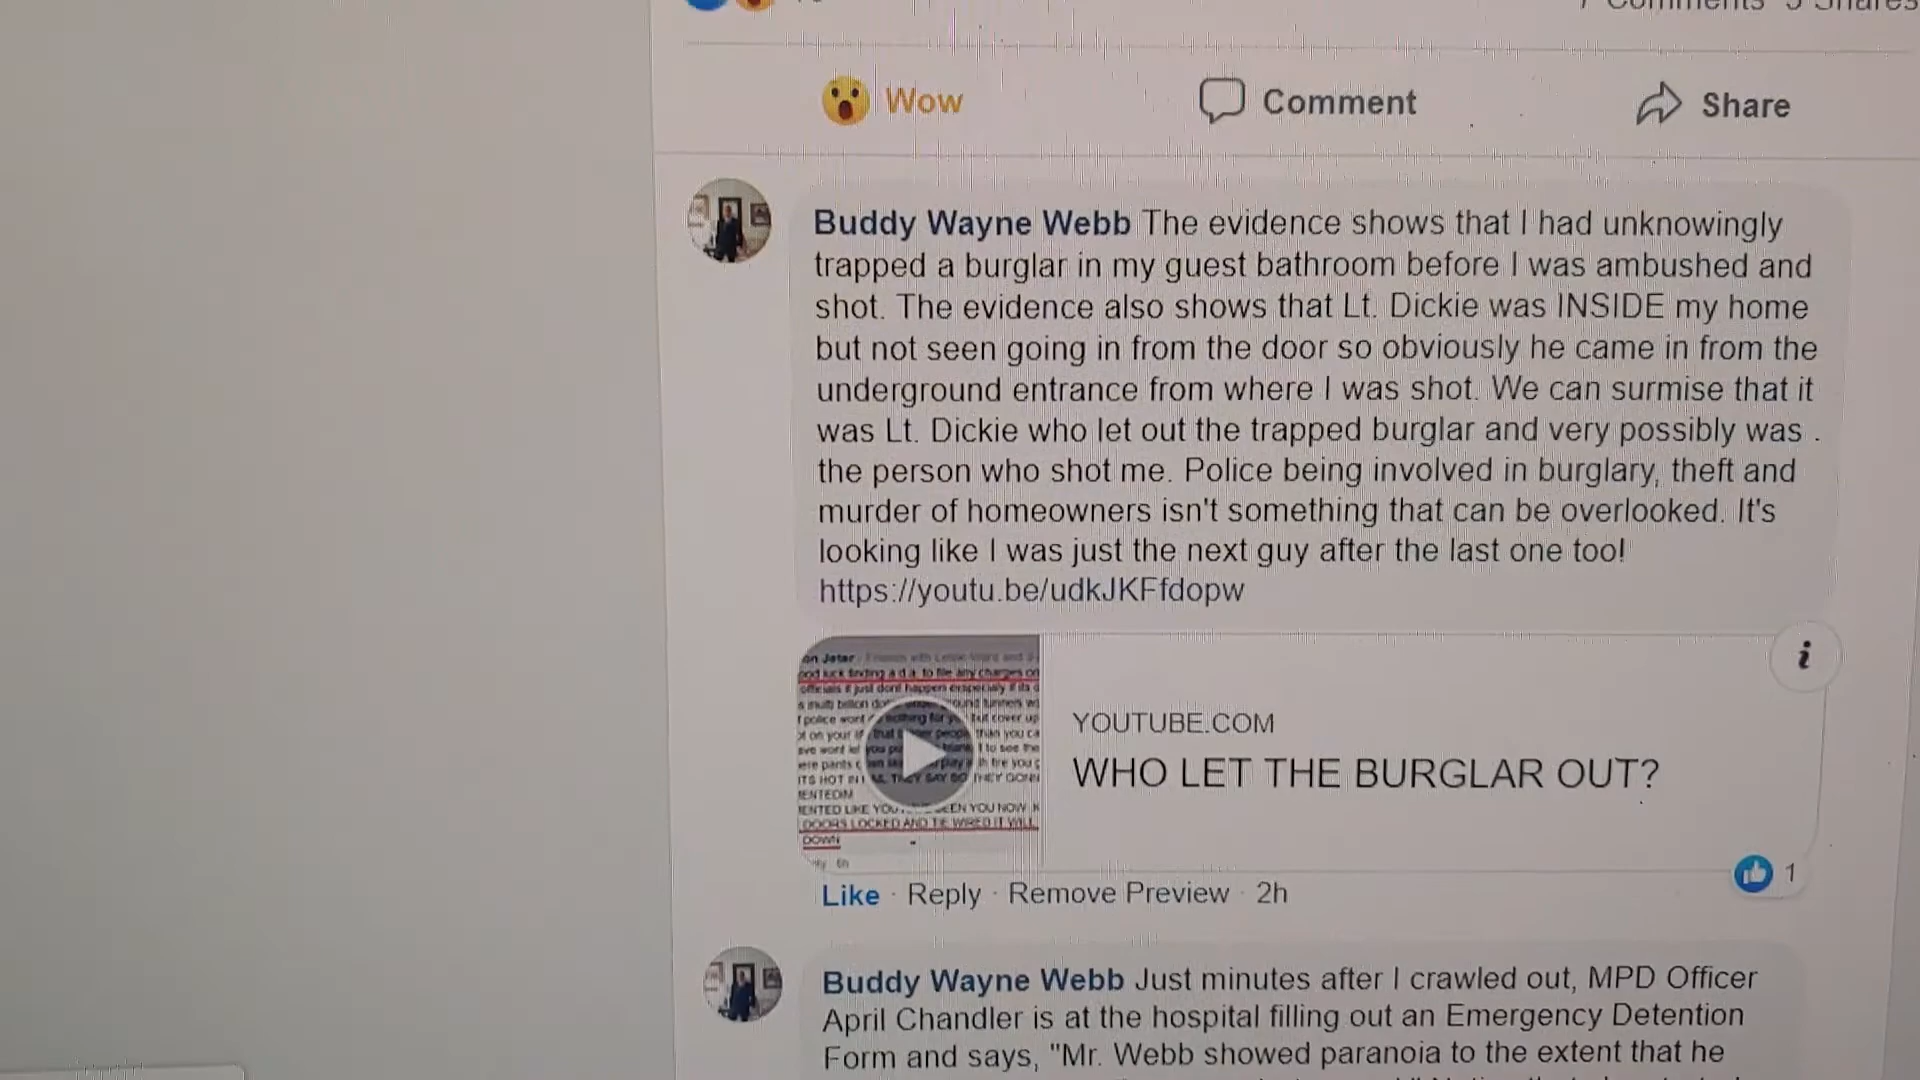 Comments
Shares
Wow
Comment
Share
Buddy Wayne Webb The evidence shows that I had unknowingly
trapped a burglar in my guest bathroom before I was ambushed and
shot. The evidence also shows that Lt. Dickie was INSIDE my home
but not seen going in from the door so obviously he came in from the
underground entrance from where I was shot. We can surmise that it
was Lt. Dickie who let out the trapped burglar and very possibly was
the person who shot me. Police being involved in burglary, theft and
murder of homeowners isn't something that can be overlooked. It's
looking like I was just the next guy after the last one too!
https://youtu.be/udkJKFfdopw
on Jeter
DOORS LOCKED AND
DOWN
i
YOUTUBE.COM
WHO LET THE BURGLAR OUT?
1
Like · Reply · Remove Preview · 2h
Buddy Wayne Webb Just minutes after I crawled out, MPD Officer
April Chandler is at the hospital filling out an Emergency Detention
Form and says, "Mr. Webb showed paranoia to the extent that he